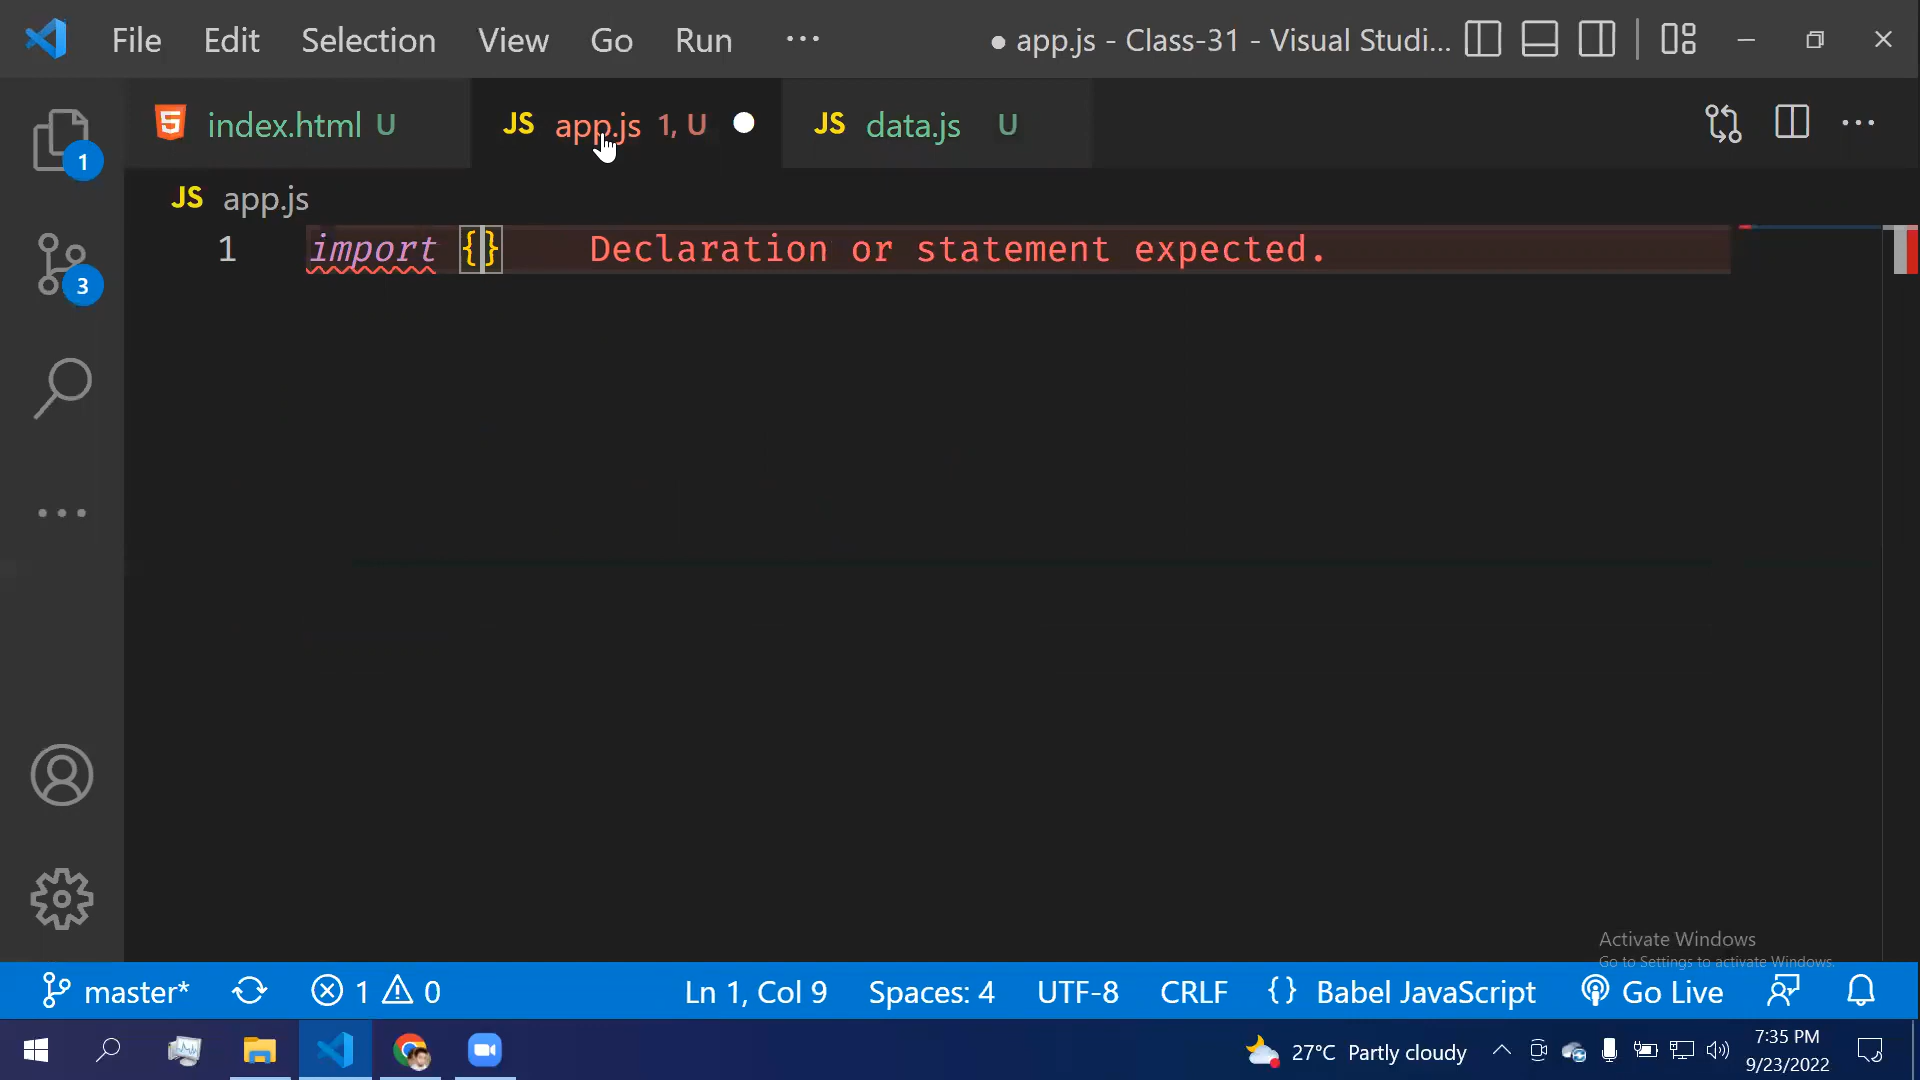 File Edit Selection View Go Run ··· ● app.js - Class-31 - Visual Studi...
index.html U JS app.js 1, U JS data.js U
1
JS app.js
1 import {} Declaration or statement expected.
3
Activate Windows
Go to Settings to activate Windows.
master* 1 0 Ln 1, Col 9 Spaces: 4 UTF-8 CRLF {} Babel JavaScript Go Live
27°C Partly cloudy
7:35 PM
9/23/2022